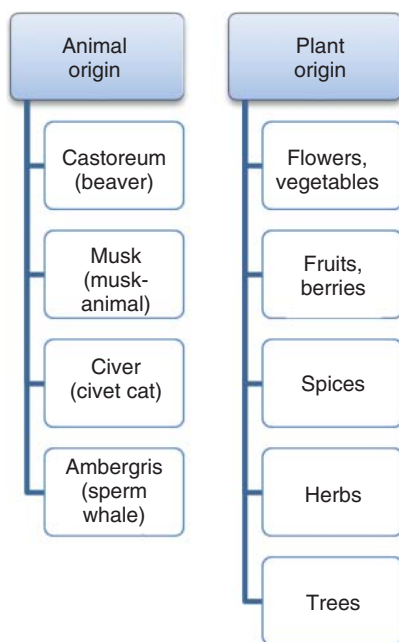 Animal
origin
Castoreum
(beaver)
Musk
(musk-
animal)
Civer
(civet cat)
Ambergris
(sperm
whale)
Plant
origin
Flowers,
vegetables
Fruits,
berries
Spices
Herbs
Trees